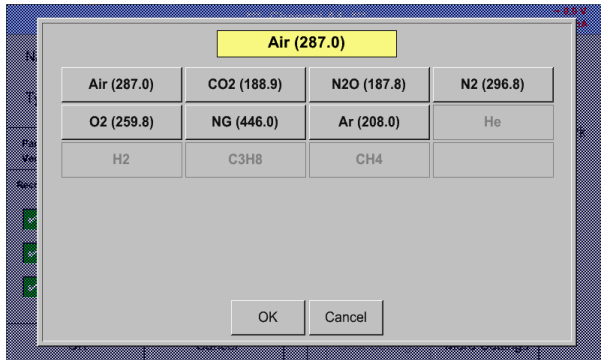 Air (287.0)
Air (287.0) CO2 (188.9) N2O (187.8) N2 (296.8)
O2 (259.8) NG (446.0) Ar (208.0) He
H2 C3H8 CH4
OK Cancel